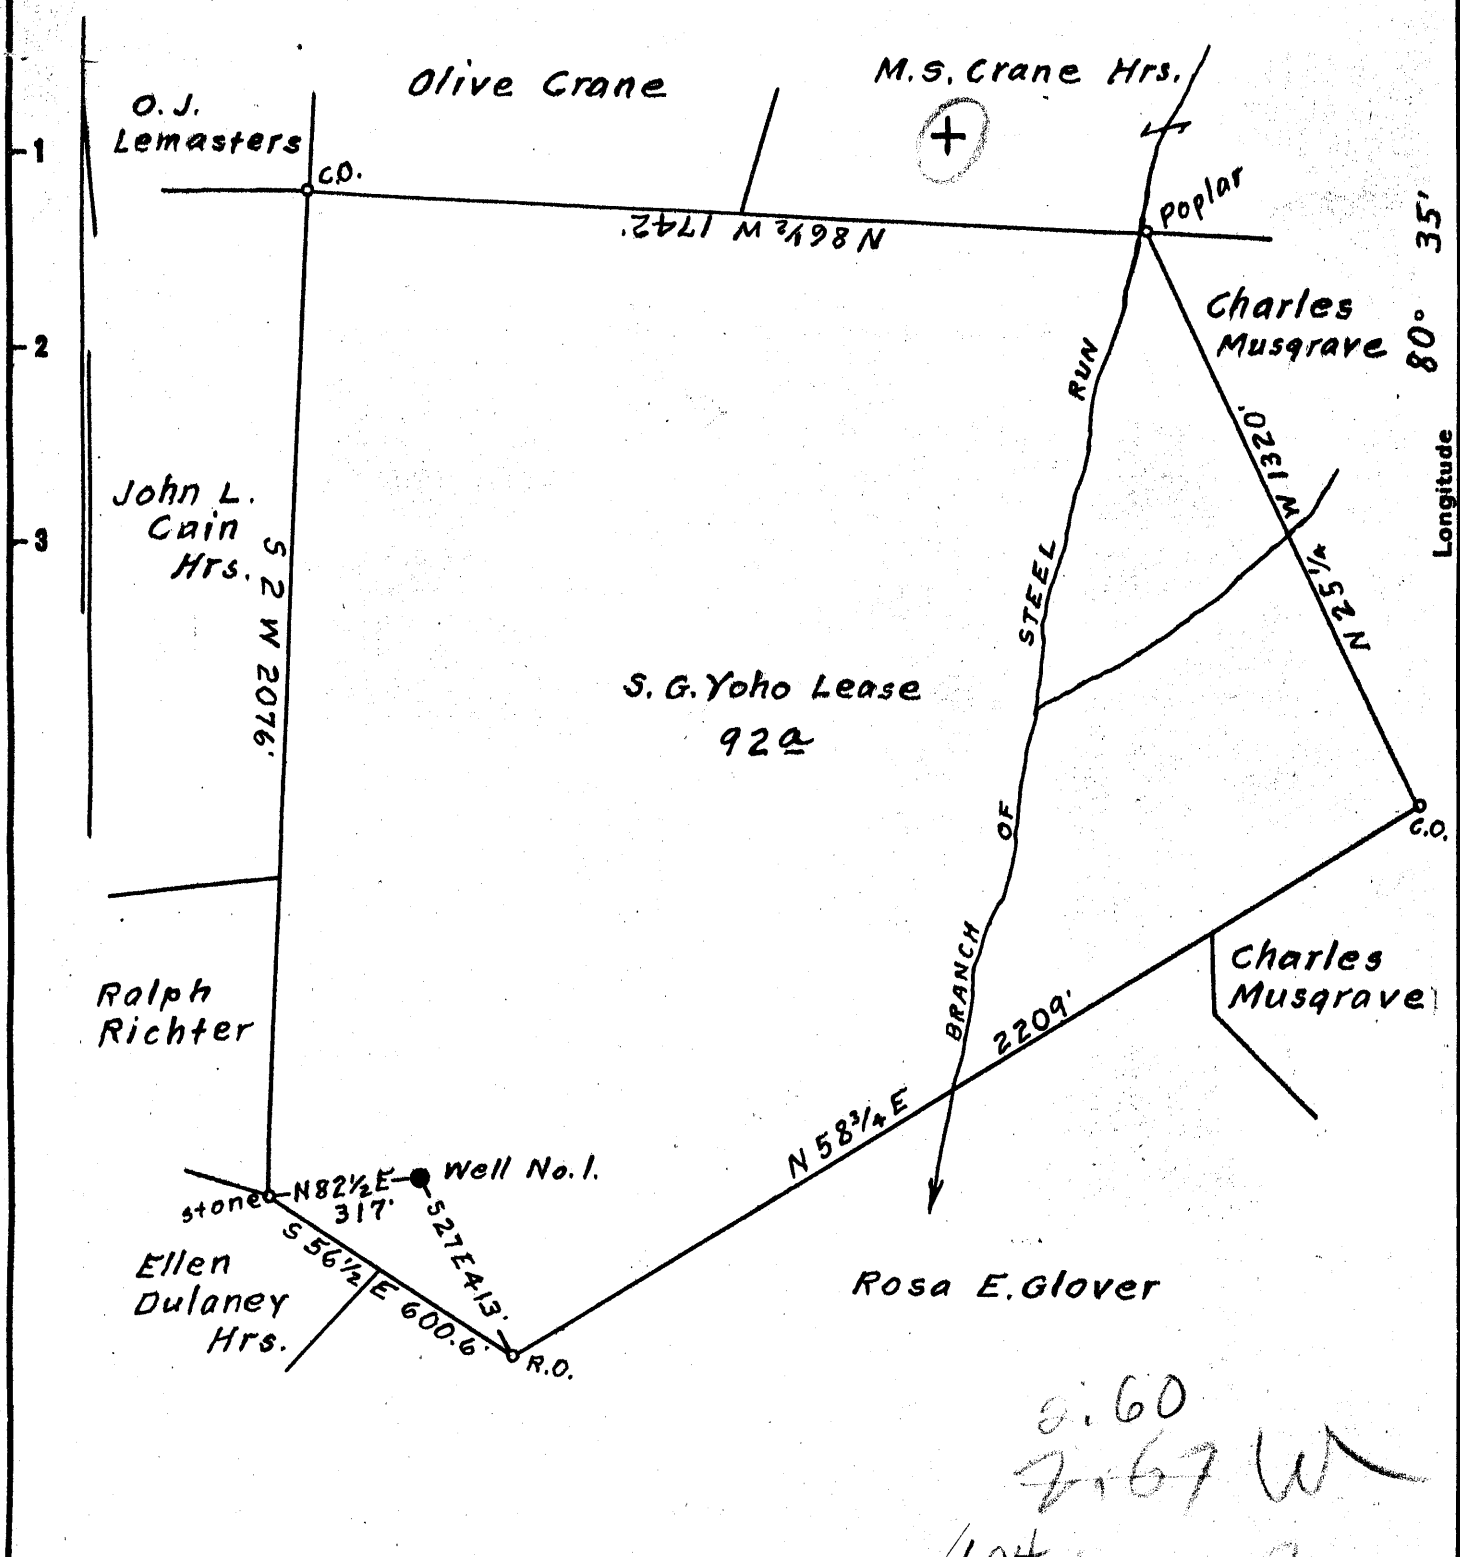 Olive Crane
M.S. Crane Hrs.
O.J.
Lemasters
1
C.O.
Poplar
N 86½ W 1742'
35'
80°
Longitude
Charles
Musgrave
2
RUN
N 25¼ W 1320'
John L.
Cain
Hrs.
3
S 2 W 2076'
STEEL
S. G. Yoho Lease
92a
OF
C.O.
BRANCH
Charles
Musgrave
Ralph
Richter
2209'
N 58¾ E
Well No. 1.
N 82½ E
317'
stone
S 27 E 413'
S 56½ E 600.6'
Ellen
Dulaney
Hrs.
Rosa E. Glover
R.O.
.60
2.67 W